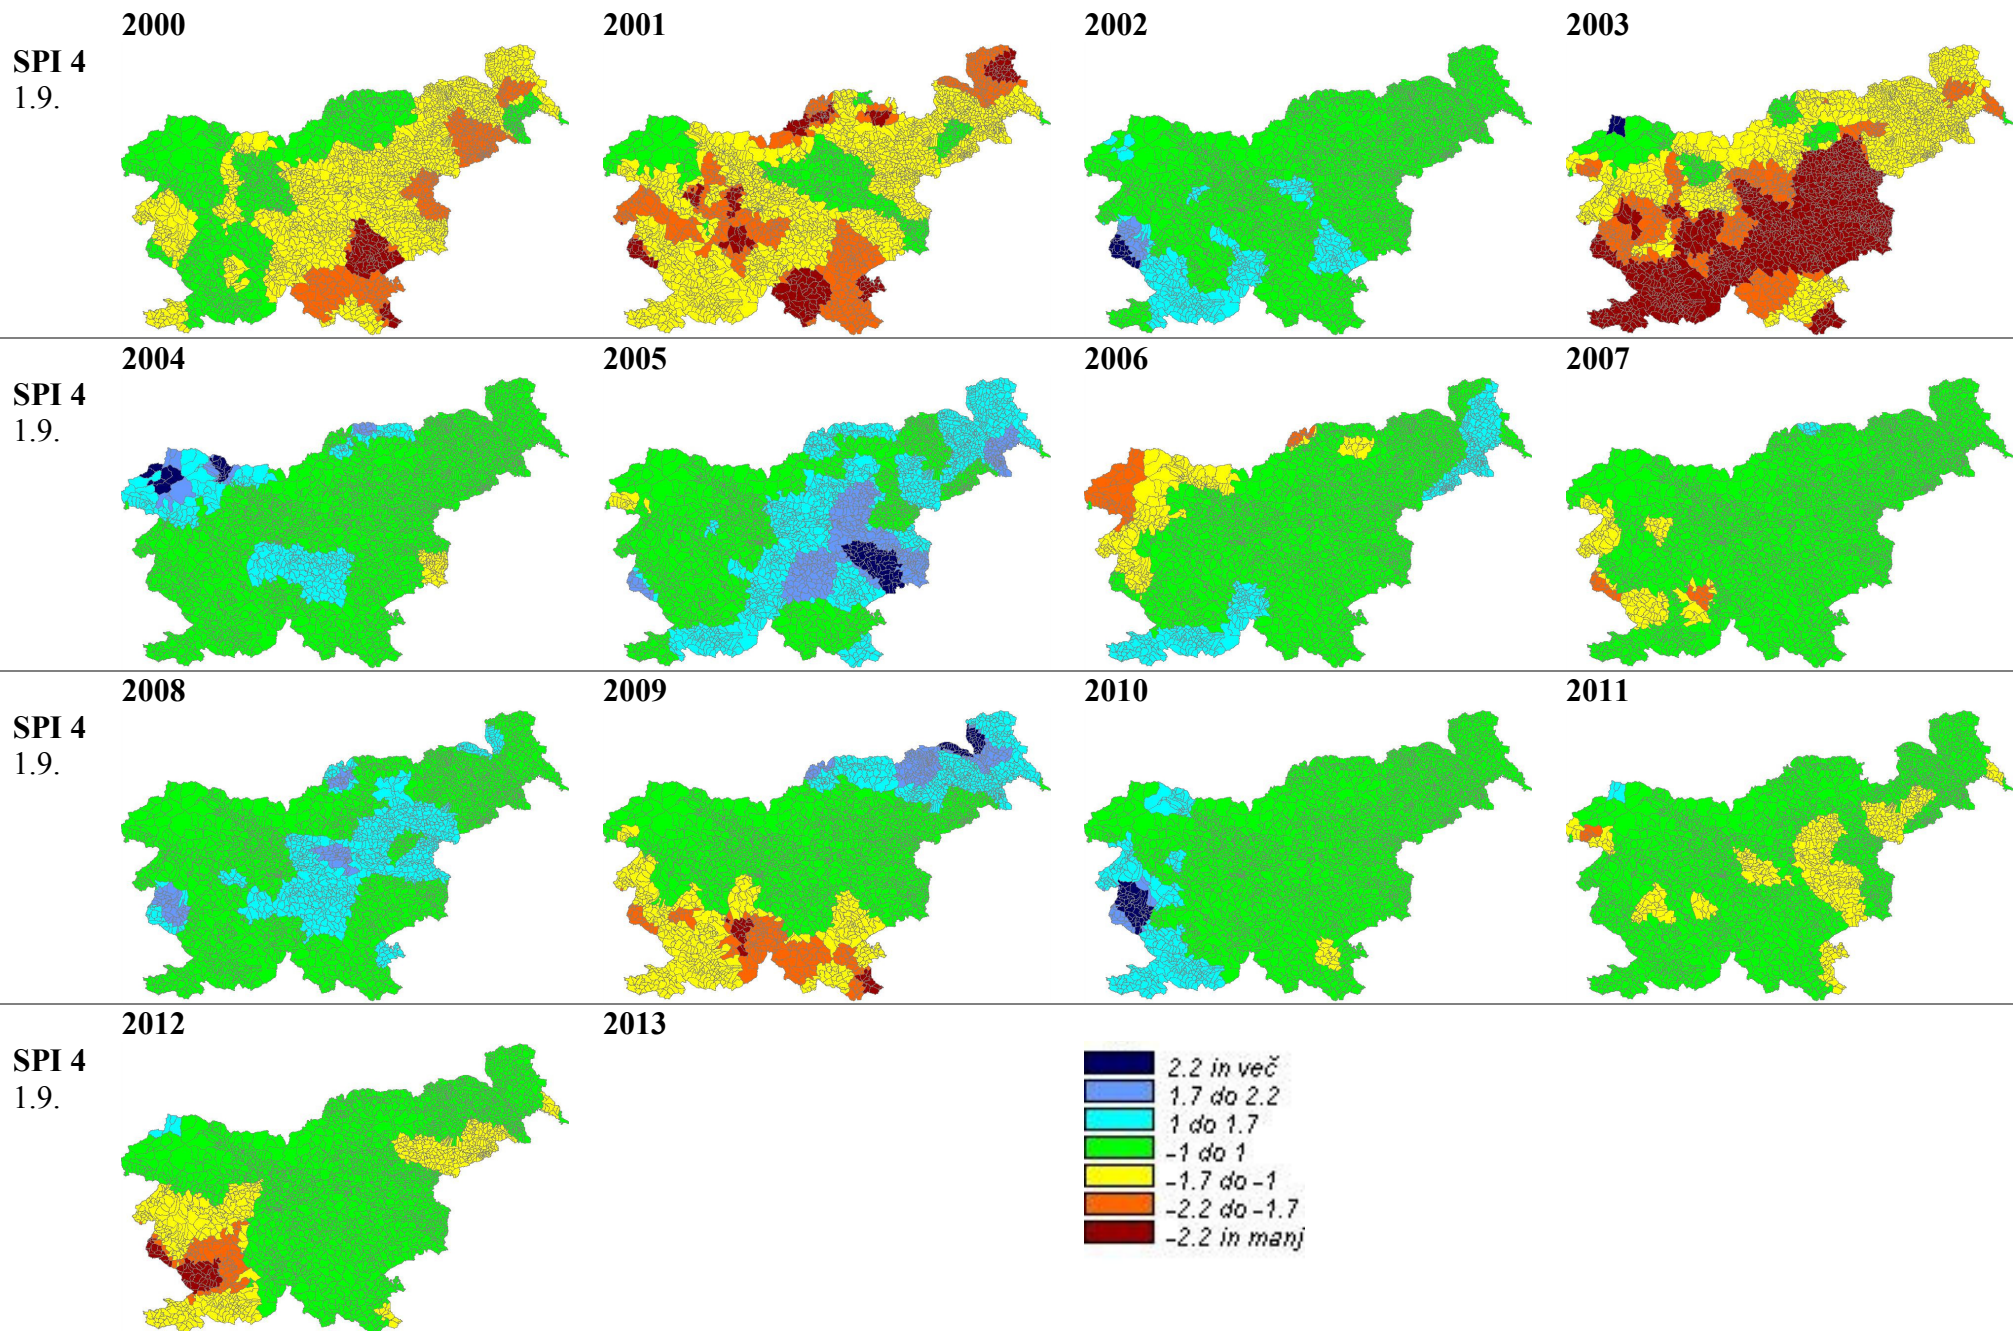 2000
2001
2002
2003
SPI 4
1.9.
2004
2005
2006
2007
SPI 4
1.9.
2008
2009
2010
2011
SPI 4
1.9.
2012
2013
SPI 4
1.9.
2.2 in več
1.7 do 2.2
1 do 1.7
-1 do 1
-1.7 do -1
-2.2 do -1.7
-2.2 in manj